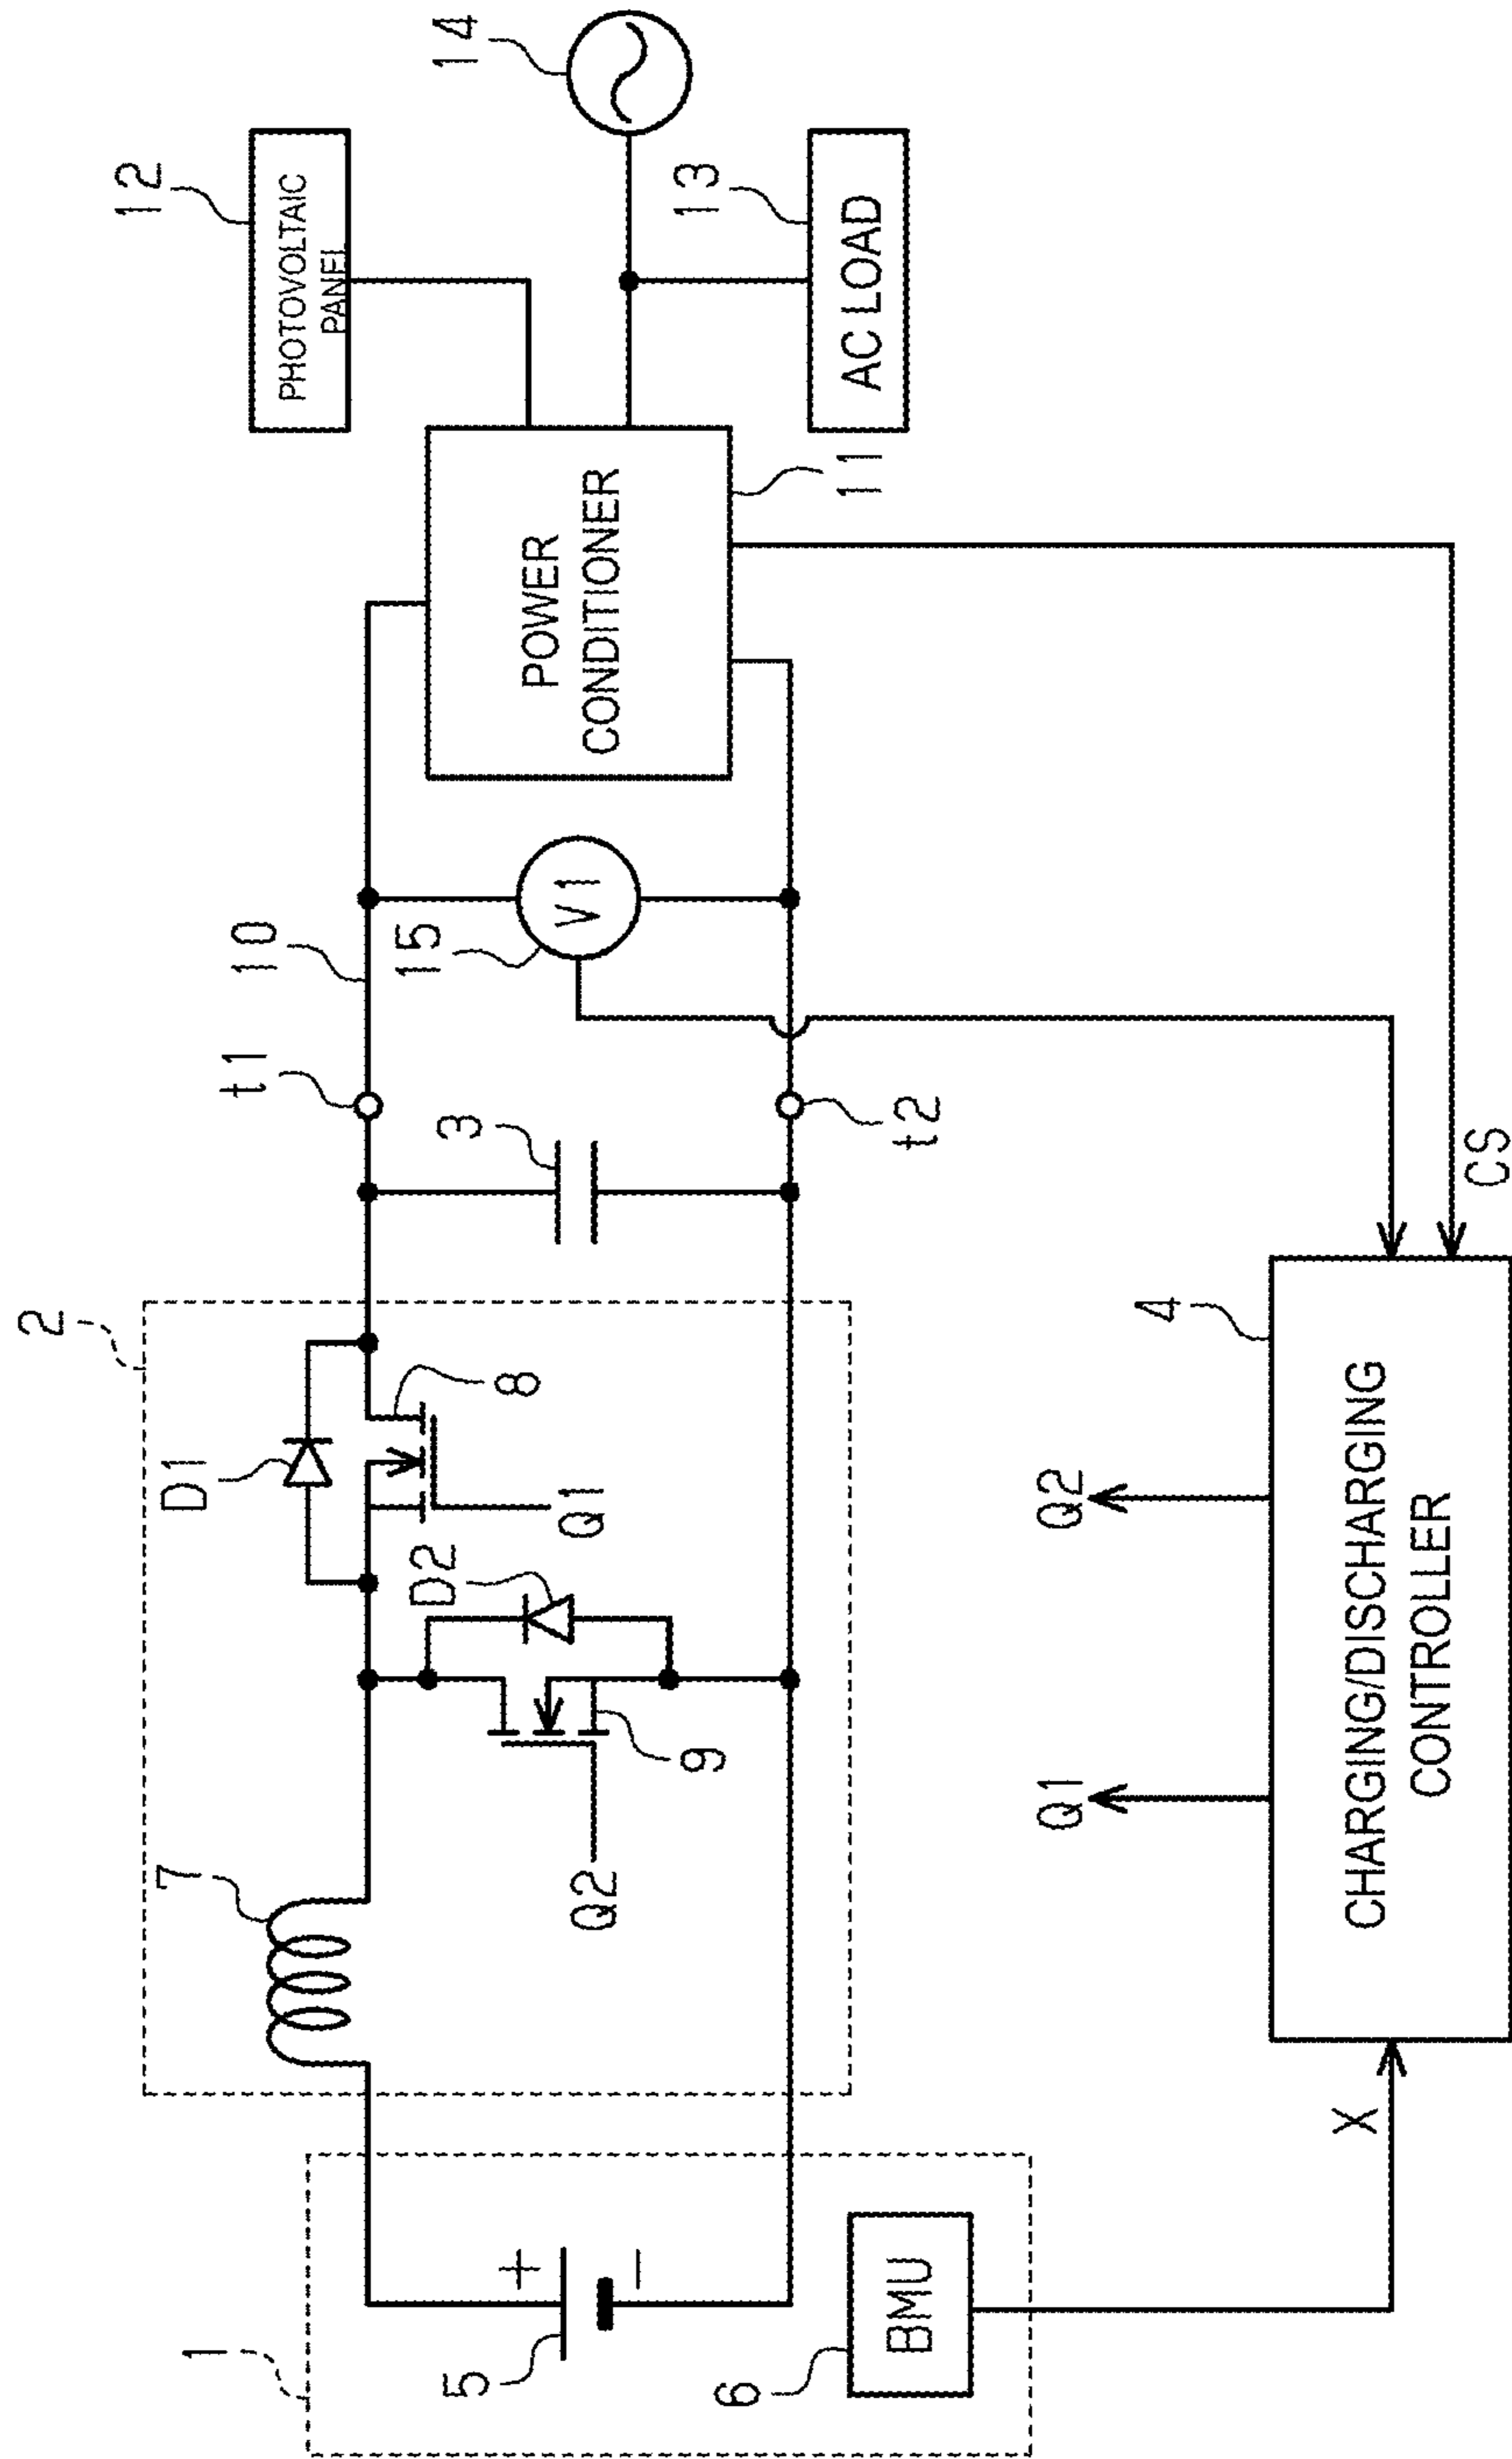 1
5
+
−
6
BMU
X
2
7
D1
8
Q1
D2
9
Q2
3
t1
t2
10
15
V1
POWER
CONDITIONER
11
12
PHOTOVOLTAIC
PANEL
13
AC LOAD
14
Q1
Q2
4
CHARGING/DISCHARGING
CONTROLLER
CS